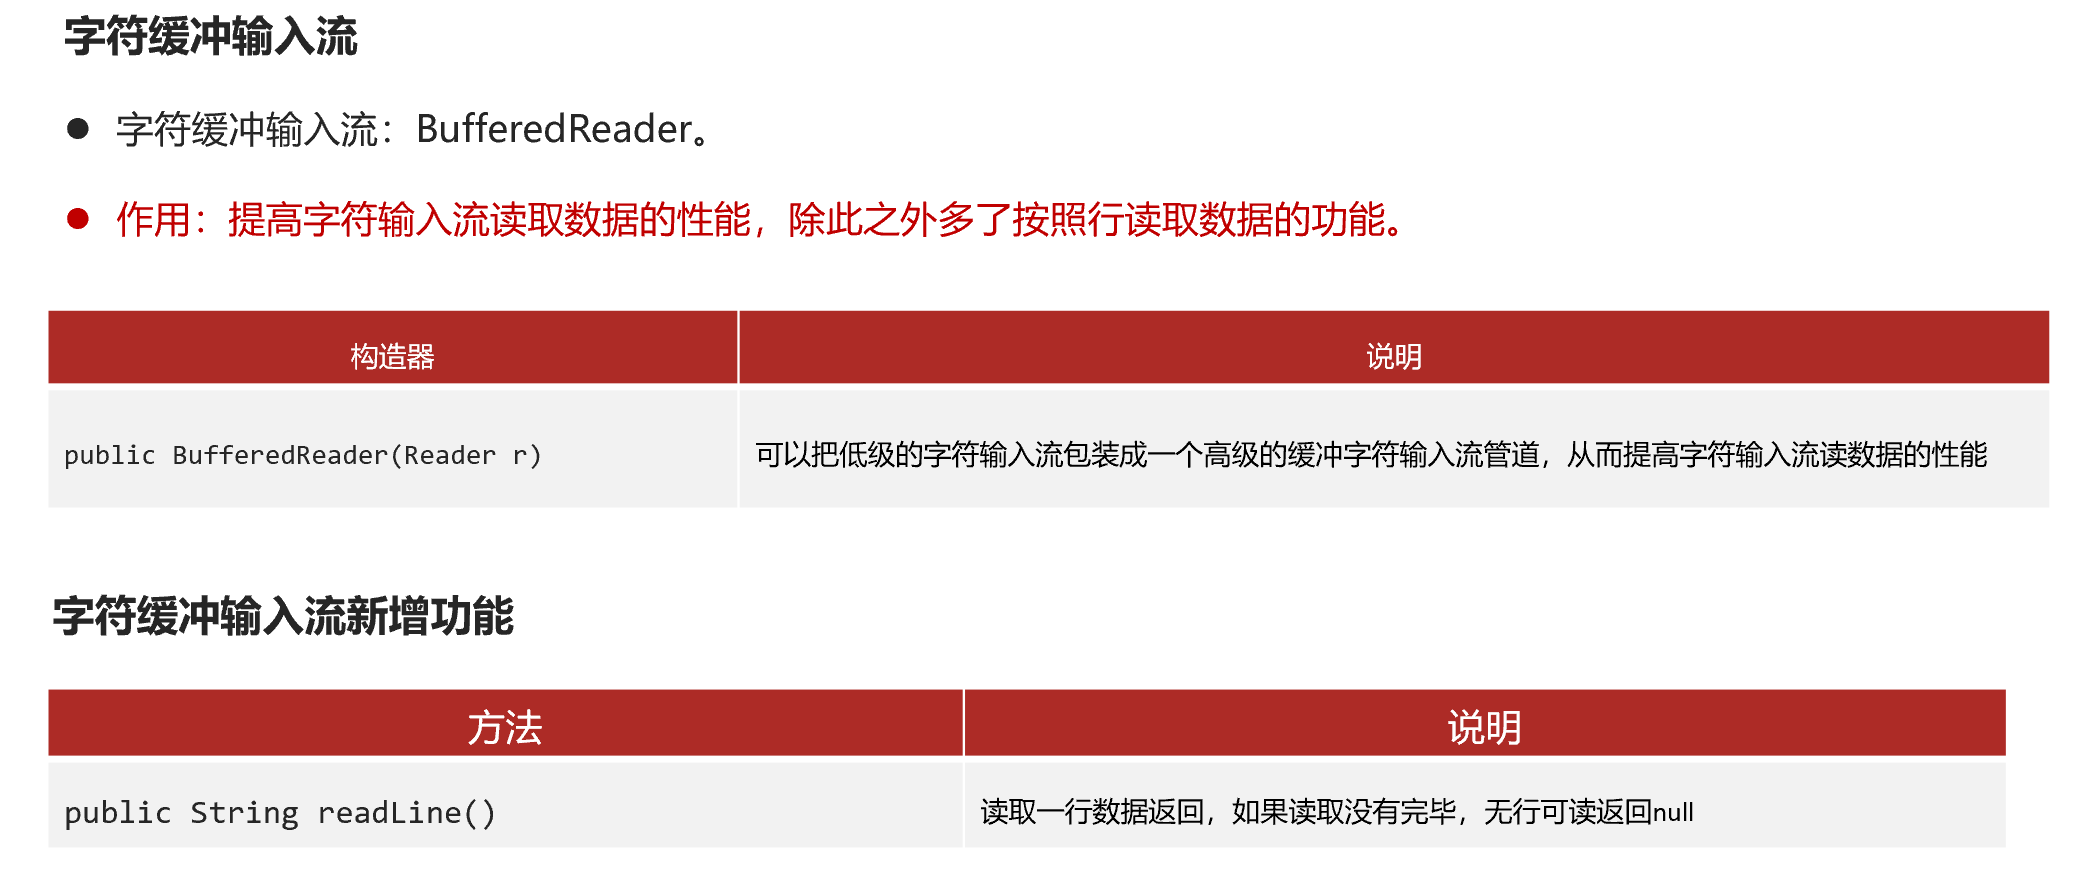 字符缓冲输入流
● 字符缓冲输入流：BufferedReader。
● 作用：提高字符输入流读取数据的性能，除此之外多了按照行读取数据的功能。
构造器 说明
public BufferedReader(Reader r) 可以把低级的字符输入流包装成一个高级的缓冲字符输入流管道，从而提高字符输入流读数据的性能
字符缓冲输入流新增功能
方法 说明
public String readLine() 读取一行数据返回，如果读取没有完毕，无行可读返回null